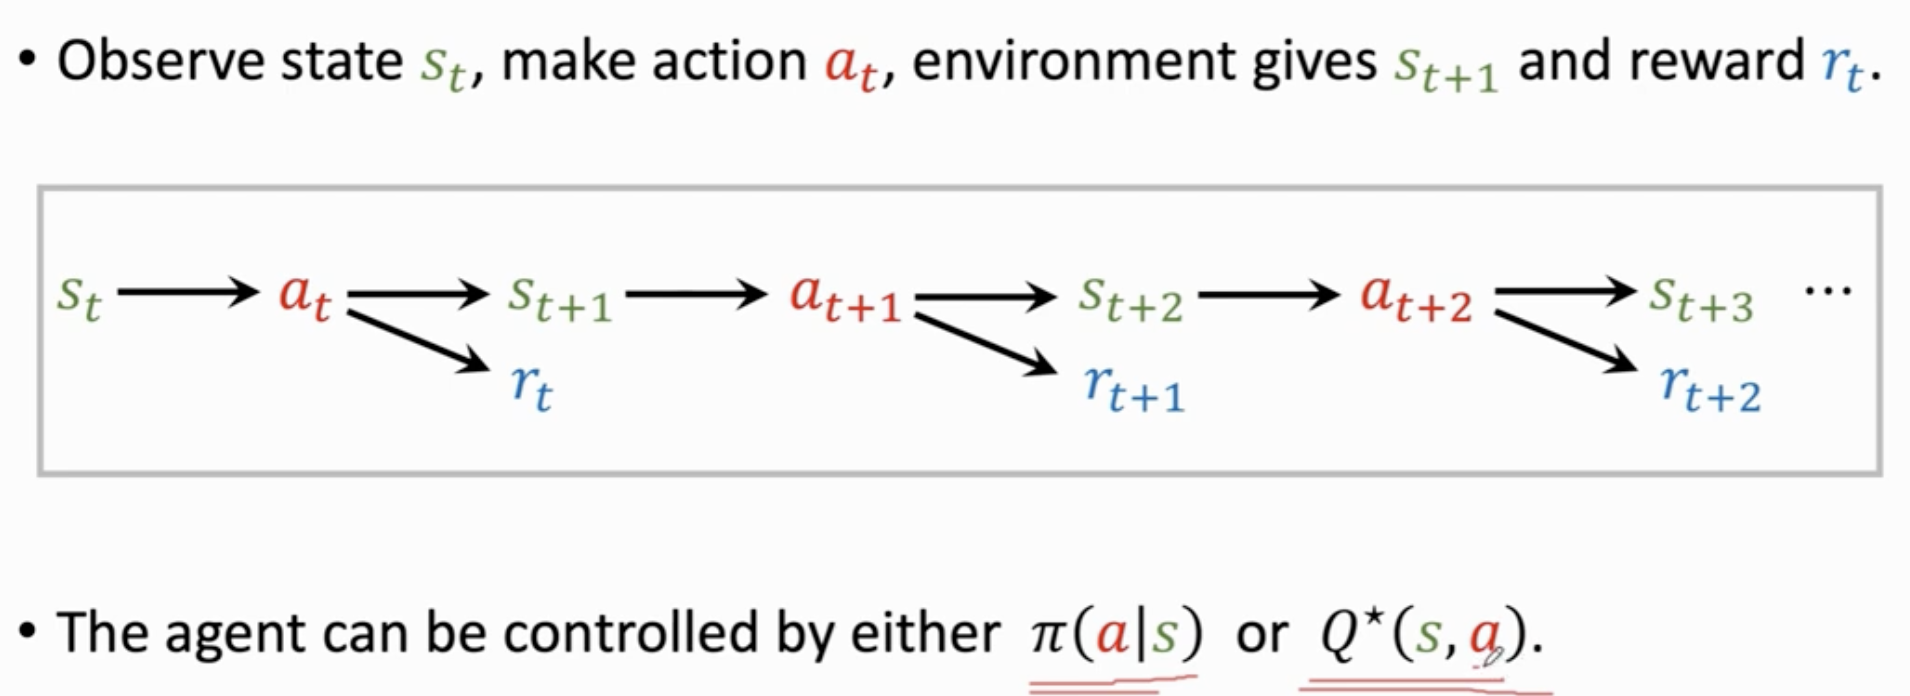 • Observe state s_t, make action a_t, environment gives s_{t+1} and reward r_t.
s_t → a_t → s_{t+1} → a_{t+1} → s_{t+2} → a_{t+2} → s_{t+3} ⋯
r_t r_{t+1} r_{t+2}
• The agent can be controlled by either π(a|s) or Q*(s, a).